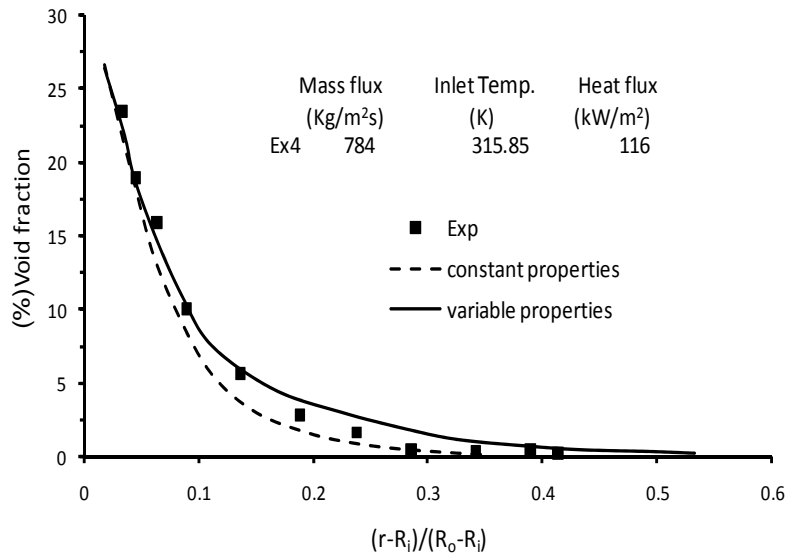 (%)Void fraction
30
25
20
15
10
5
0
Mass flux Inlet Temp. Heat flux
(Kg/m²s) (K) (kW/m²)
Ex4 784 315.85 116
Exp
constant properties
variable properties
0 0.1 0.2 0.3 0.4 0.5 0.6
(r-Rᵢ)/(Rₒ-Rᵢ)